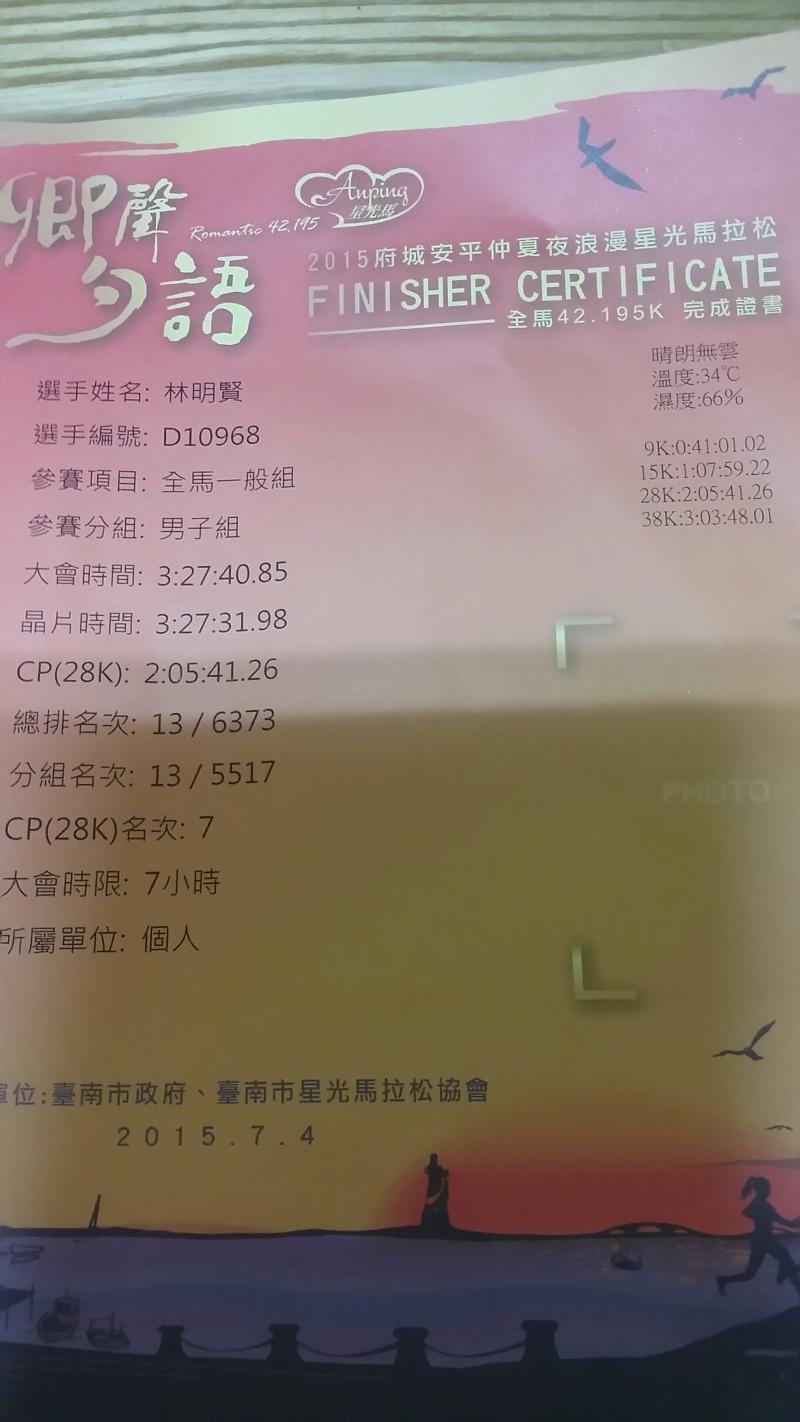 卿聲
夕語
Romantic 42.195
Anping
星光馬
2015府城安平仲夏夜浪漫星光馬拉松
FINISHER CERTIFICATE
全馬42.195K 完成證書
晴朗無雲
溫度:34℃
濕度:66%
9K:0:41:01.02
15K:1:07:59.22
28K:2:05:41.26
38K:3:03:48.01
選手姓名: 林明賢
選手編號: D10968
參賽項目: 全馬一般組
參賽分組: 男子組
大會時間: 3:27:40.85
晶片時間: 3:27:31.98
CP(28K): 2:05:41.26
總排名次: 13 / 6373
分組名次: 13 / 5517
CP(28K)名次: 7
大會時限: 7小時
所屬單位: 個人
PHOTO
單位:臺南市政府、臺南市星光馬拉松協會
2015.7.4